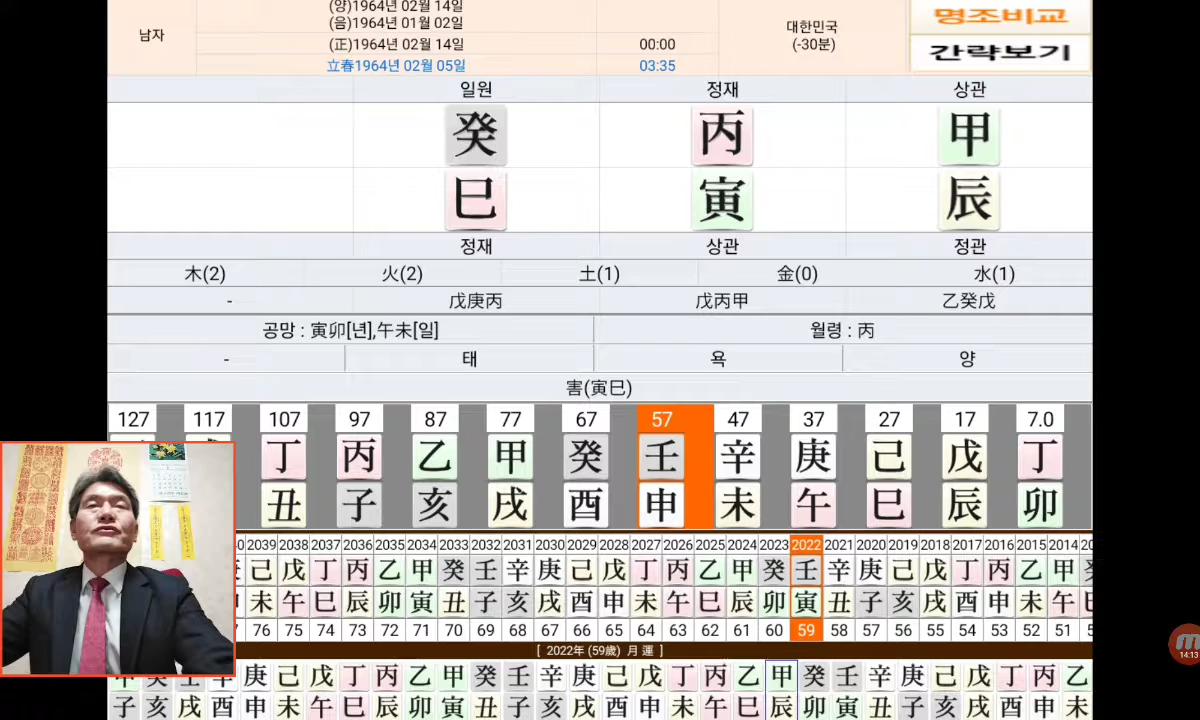 (양)1964년 02월 14일
(음)1964년 01월 02일
남자
대한민국
(-30분)
명조비교
(正)1964년 02월 14일 00:00
간략보기
立春1964년 02월 05일 03:35
일원 정재 상관
癸 丙 甲
巳 寅 辰
정재 상관 정관
木(2) 火(2) 土(1) 金(0) 水(1)
- 戊庚丙 戊丙甲 乙癸戊
공망 : 寅卯[년],午未[일] 월령 : 丙
- 태 욕 양
害(寅巳)
127 117 107 97 87 77 67 57 47 37 27 17 7.0
丁 丙 乙 甲 癸 壬 辛 庚 己 戊 丁
丑 子 亥 戌 酉 申 未 午 巳 辰 卯
2039 2038 2037 2036 2035 2034 2033 2032 2031 2030 2029 2028 2027 2026 2025 2024 2023 2022 2021 2020 2019 2018 2017 2016 2015 2014
己 戊 丁 丙 乙 甲 癸 壬 辛 庚 己 戊 丁 丙 乙 甲 癸 壬 辛 庚 己 戊 丁 丙 乙 甲
未 午 巳 辰 卯 寅 丑 子 亥 戌 酉 申 未 午 巳 辰 卯 寅 丑 子 亥 戌 酉 申 未 午
76 75 74 73 72 71 70 69 68 67 66 65 64 63 62 61 60 59 58 57 56 55 54 53 52 51
[ 2022年 (59歲) 月 運 ]
甲 癸 壬 辛 庚 己 戊 丁 丙 乙 甲 癸 壬 辛 庚 己 戊 丁 丙 乙 甲 癸 壬 辛 庚 己 戊 丁 丙 乙
子 亥 戌 酉 申 未 午 巳 辰 卯 寅 丑 子 亥 戌 酉 申 未 午 巳 辰 卯 寅 丑 子 亥 戌 酉 申 未
14:13